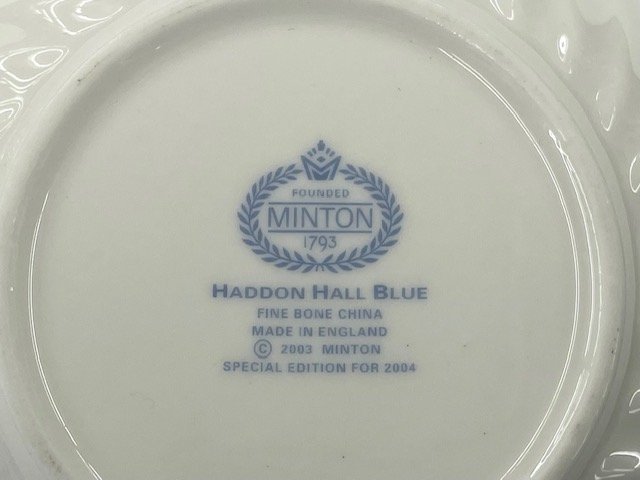 FOUNDED
MINTON
1793
HADDON HALL BLUE
FINE BONE CHINA
MADE IN ENGLAND
© 2003 MINTON
SPECIAL EDITION FOR 2004